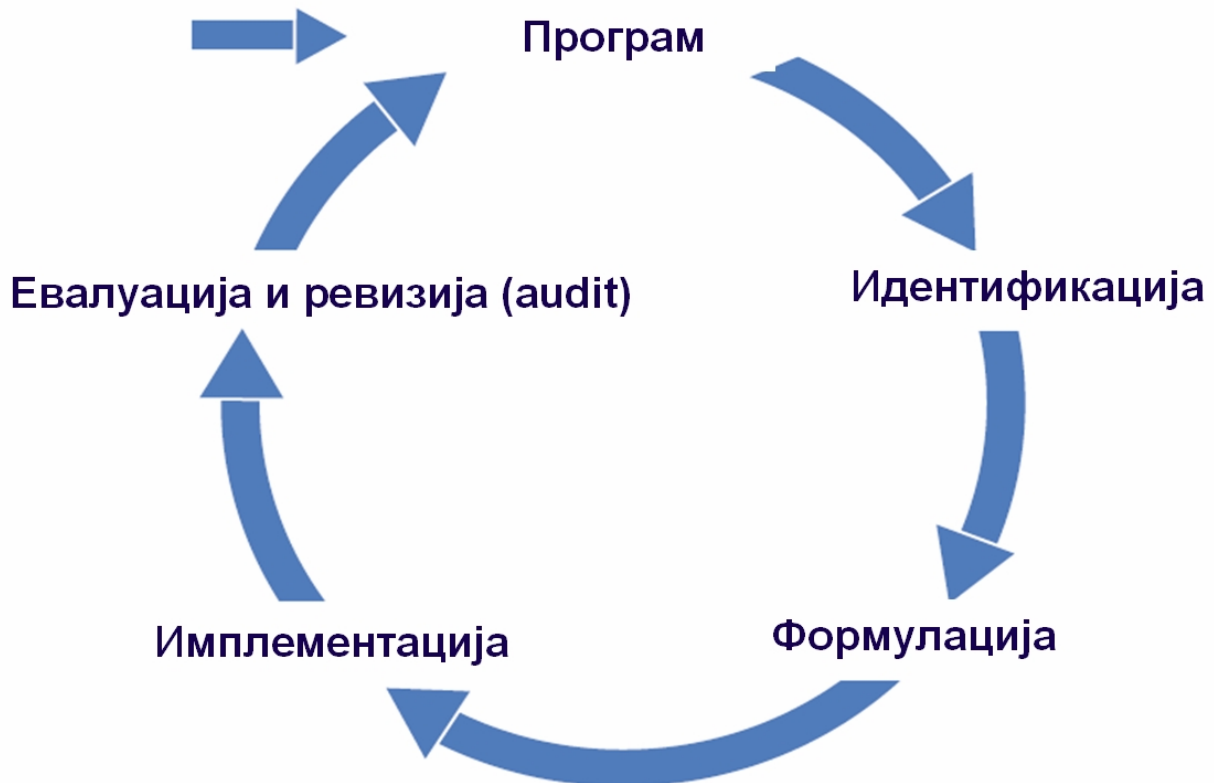 Програм
Идентификација
Формулација
Имплементација
Евалуација и ревизија (audit)